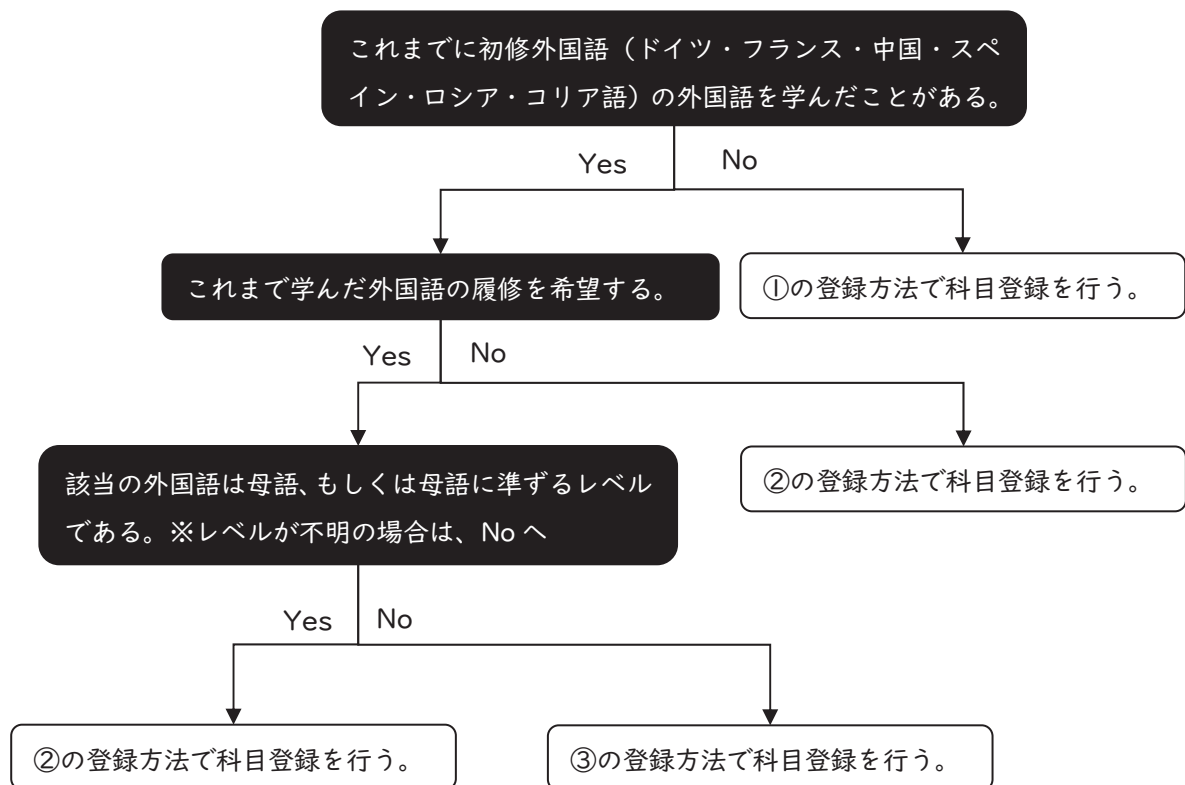 これまでに初修外国語（ドイツ・フランス・中国・スペ
イン・ロシア・コリア語）の外国語を学んだことがある。
Yes
No
これまで学んだ外国語の履修を希望する。
①の登録方法で科目登録を行う。
Yes
No
該当の外国語は母語、もしくは母語に準ずるレベル
である。※レベルが不明の場合は、No へ
②の登録方法で科目登録を行う。
Yes
No
②の登録方法で科目登録を行う。
③の登録方法で科目登録を行う。